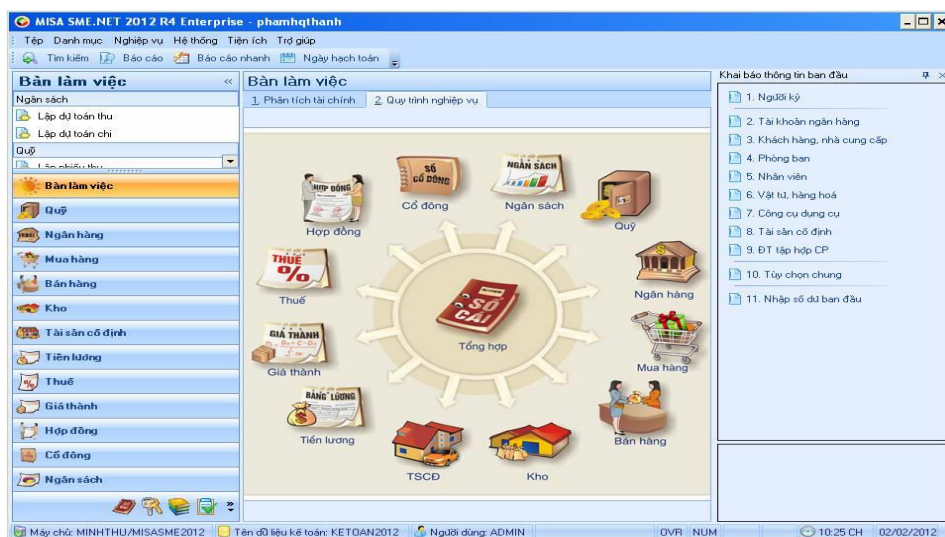 MISA SME.NET 2012 R4 Enterprise - phamhqthanh
Tệp Danh mục Nghiệp vụ Hệ thống Tiện ích Trợ giúp
Tìm kiếm Báo cáo Báo cáo nhanh Ngày hạch toán
Bàn làm việc «
Ngân sách
Lập dự toán thu
Lập dự toán chi
Quỹ
Lập phiếu thu
Bàn làm việc
Quỹ
Ngân hàng
Mua hàng
Bán hàng
Kho
Tài sản cố định
Tiền lương
Thuế
Giá thành
Hợp đồng
Cổ đông
Ngân sách
Bàn làm việc
1. Phân tích tài chính 2. Quy trình nghiệp vụ
HỢP ĐỒNG
Hợp đồng
SỔ CỔ ĐÔNG
Cổ đông
NGÂN SÁCH
Ngân sách
Quỹ
THUẾ %
Thuế
Ngân hàng
SỔ CÁI
Tổng hợp
GIÁ THÀNH
Giá thành
Mua hàng
BẢNG LƯƠNG
Tiền lương
TSCĐ
Kho
Bán hàng
Khai báo thông tin ban đầu
1. Người ký
2. Tài khoản ngân hàng
3. Khách hàng, nhà cung cấp
4. Phòng ban
5. Nhân viên
6. Vật tư, hàng hoá
7. Công cụ dụng cụ
8. Tài sản cố định
9. ĐT tập hợp CP
10. Tùy chọn chung
11. Nhập số dư ban đầu
Máy chủ: MINHTHU/MISASME2012 Tên dữ liệu kế toán: KETOAN2012 Người dùng: ADMIN OVR NUM 10:25 CH 02/02/2012